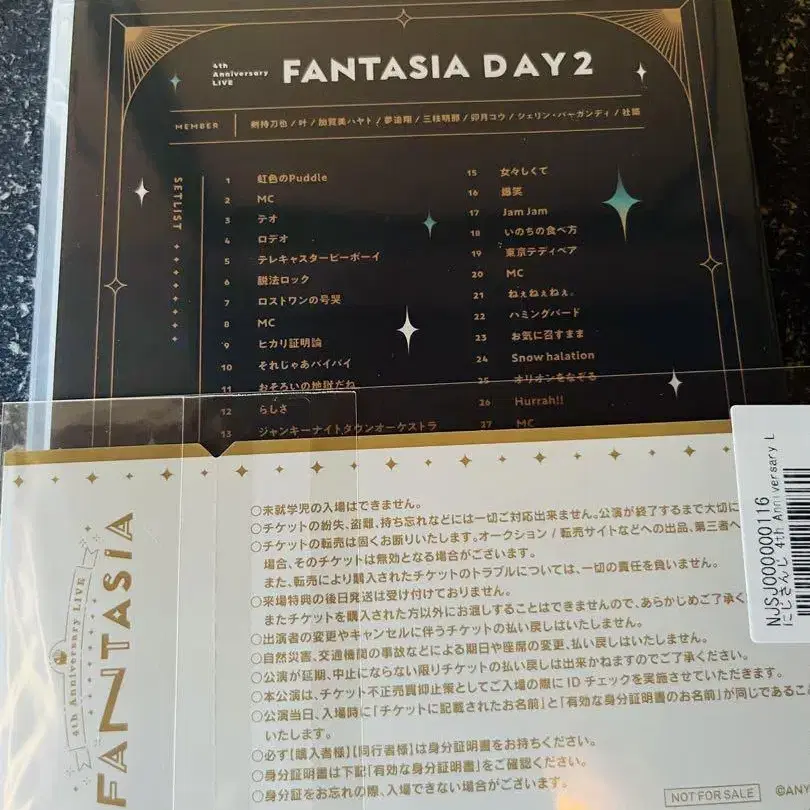 4th
Anniversary
LIVE
FANTASIA DAY2
MEMBER
剣持刀也 / 叶 / 加賀美ハヤト / 夢追翔 / 三枝明那 / 卯月コウ / シェリン・バーガンディ / 社築
SETLIST
1 虹色のPuddle
2 MC
3 テオ
4 ロデオ
5 テレキャスタービーボーイ
6 脱法ロック
7 ロストワンの号哭
8 MC
9 ヒカリ証明論
10 それじゃあバイバイ
11 おそろいの地獄だね
12 らしさ
13 ジャンキーナイトタウンオーケストラ
15 女々しくて
16 爆笑
17 Jam Jam
18 いのちの食べ方
19 東京テディベア
20 MC
21 ねぇねぇねぇ。
22 ハミングバード
23 お気に召すまま
24 Snow halation
25 オリオンをなぞる
26 Hurrah!!
27 MC
4th Anniversary LIVE
FANTASIA
○未就学児の入場はできません。
○チケットの紛失、盗難、持ち忘れなどには一切ご対応出来ません。公演が終了するまで大切に
○チケットの転売は固くお断りいたします。オークション / 転売サイトなどへの出品、第三者へ
場合、そのチケットは無効となる場合がございます。
また、転売により購入されたチケットのトラブルについては、一切の責任を負いません。
○来場特典の後日発送は受け付けておりません。
またチケットを購入された方以外にお渡しすることはできませんので、あらかじめご了承く
○出演者の変更やキャンセルに伴うチケットの払い戻しはいたしません。
○自然災害、交通機関の事故などによる期日や座席の変更、払い戻しはいたしません。
○公演が延期、中止にならない限りチケットの払い戻しは出来かねますのでご了承ください。
○本公演は、チケット不正売買抑止策としてご入場の際に ID チェックを実施させていただきます。
○公演当日、入場時に「チケットに記載されたお名前」と「有効な身分証明書のお名前」が同じであるこ
いたします。
○必ず【購入者様】【同行者様】は身分証明書をお持ちください。
○身分証明書は下記「有効な身分証明書」をご確認ください。
○身分証をお忘れの際、入場できない場合がございます。
NOT FOR SALE
©AN
NJSJ000000116
にじさんじ 4th Anniversary L